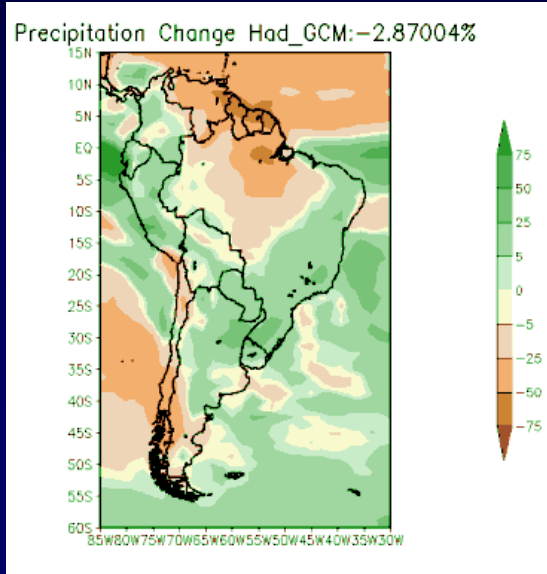 Precipitation Change Had_GCM:-2.87004%
15N
10N
5N
EQ
5S
10S
15S
20S
25S
30S
35S
40S
45S
50S
55S
60S
85W80W75W70W65W60W55W50W45W40W35W30W
75
50
25
5
0
-5
-25
-50
-75